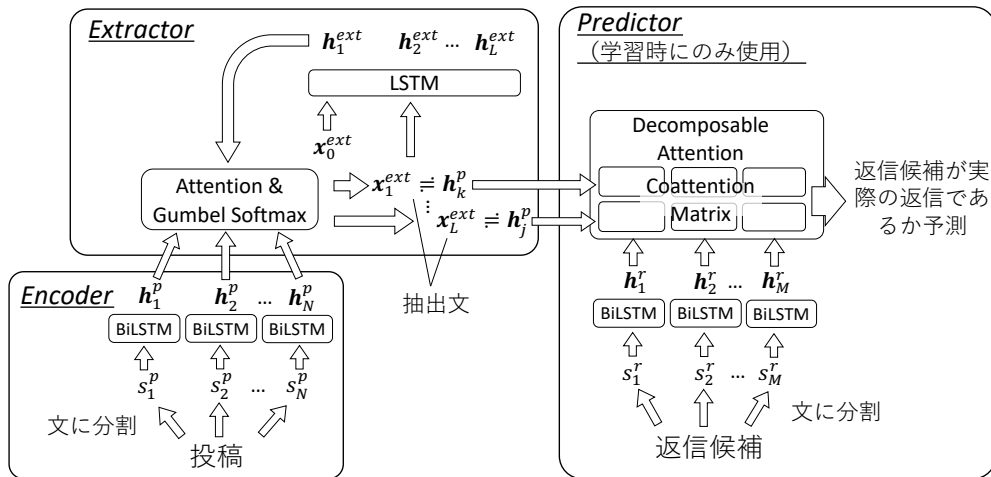 Extractor
h_1^{ext} h_2^{ext} … h_L^{ext}
LSTM
x_0^{ext}
Attention &
Gumbel Softmax
x_1^{ext} ≒ h_k^p
⋮
x_L^{ext} ≒ h_j^p
抽出文
Encoder
h_1^p h_2^p … h_N^p
BiLSTM BiLSTM BiLSTM
s_1^p s_2^p … s_N^p
文に分割
投稿
Predictor
（学習時にのみ使用）
Decomposable
Attention
Coattention
Matrix
返信候補が実
際の返信であ
るか予測
h_1^r h_2^r … h_M^r
BiLSTM BiLSTM BiLSTM
s_1^r s_2^r … s_M^r
文に分割
返信候補